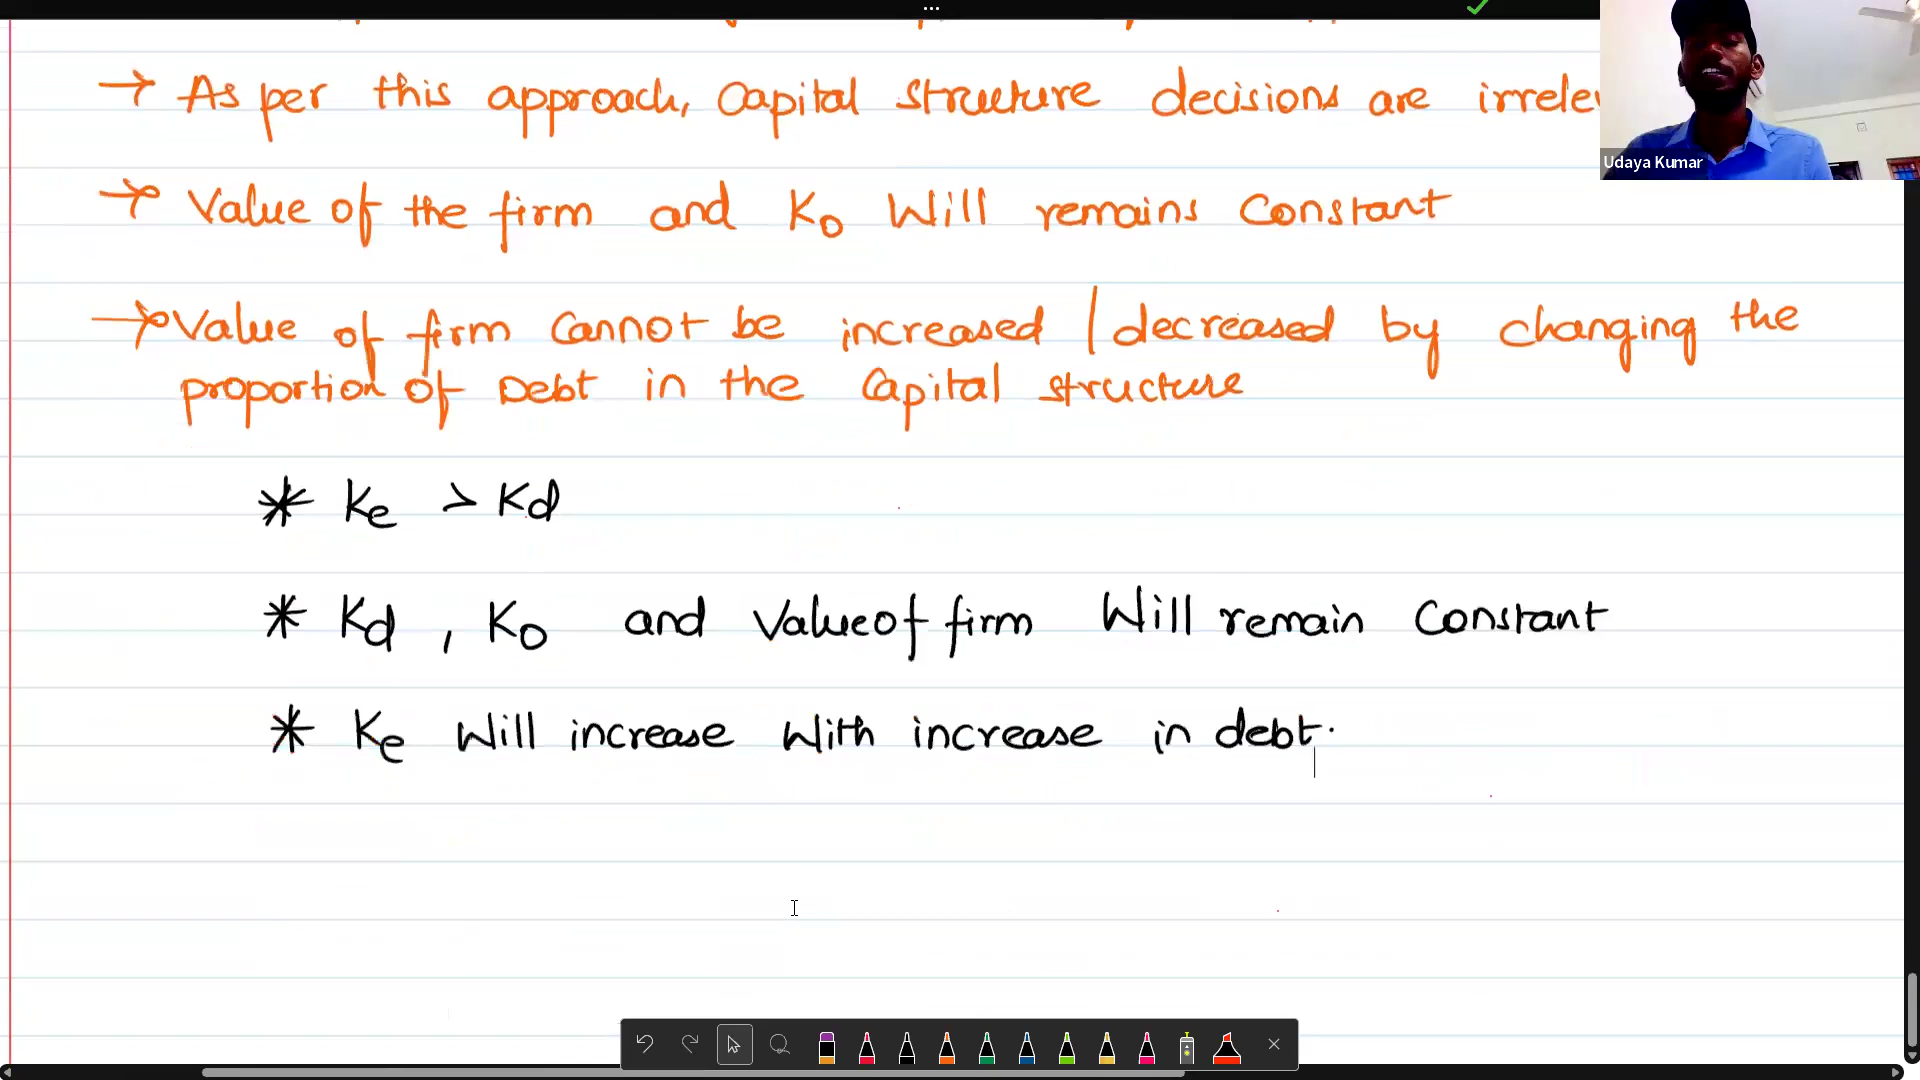 → As per this approach, Capital structure decisions are
Udaya Kumar
→ Value of the firm and Ko Will remains Constant
→ Value of firm Cannot be increased / decreased by changing the
proportion of Debt in the Capital structure
* Ke > Kd
* Kd , Ko and Value of firm Will remain Constant
* Ke Will increase With increase in debt.